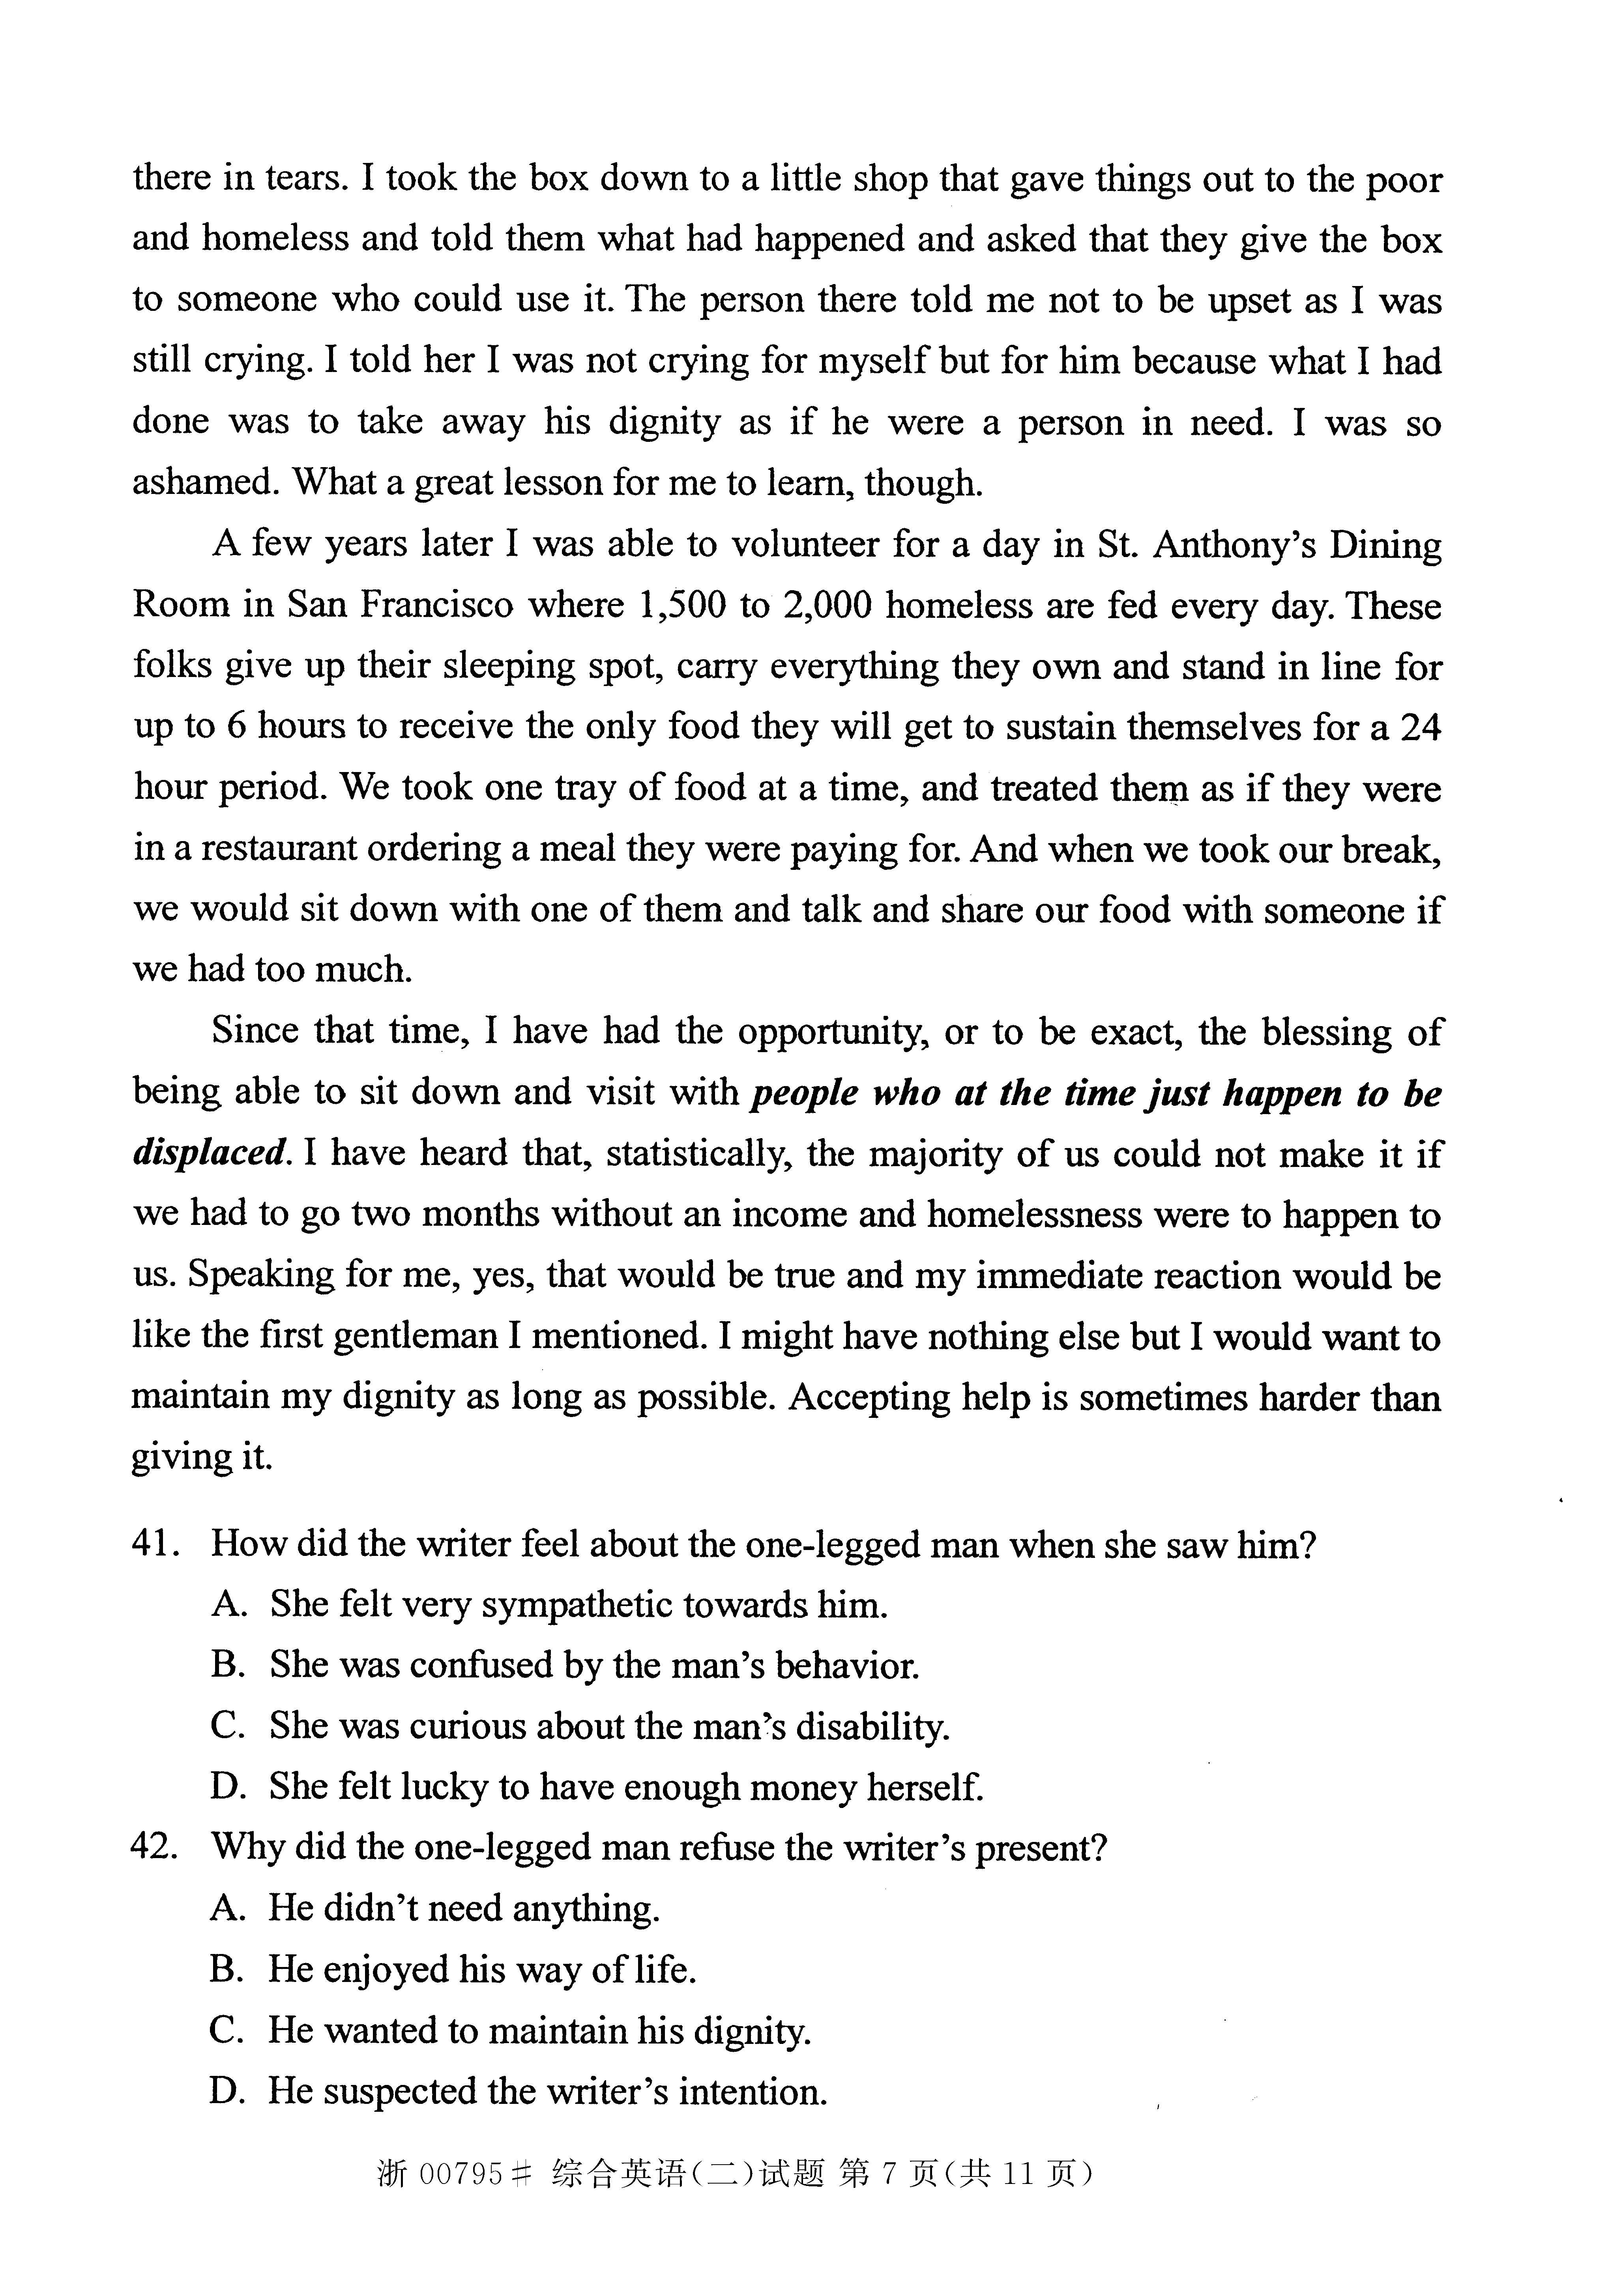 there in tears. I took the box down to a little shop that gave things out to the poor
and homeless and told them what had happened and asked that they give the box
to someone who could use it. The person there told me not to be upset as I was
still crying. I told her I was not crying for myself but for him because what I had
done was to take away his dignity as if he were a person in need. I was so
ashamed. What a great lesson for me to learn, though.
A few years later I was able to volunteer for a day in St. Anthony's Dining
Room in San Francisco where 1,500 to 2,000 homeless are fed every day. These
folks give up their sleeping spot, carry everything they own and stand in line for
up to 6 hours to receive the only food they will get to sustain themselves for a 24
hour period. We took one tray of food at a time, and treated them as if they were
in a restaurant ordering a meal they were paying for. And when we took our break,
we would sit down with one of them and talk and share our food with someone if
we had too much.
Since that time, I have had the opportunity, or to be exact, the blessing of
being able to sit down and visit with people who at the time just happen to be
displaced. I have heard that, statistically, the majority of us could not make it if
we had to go two months without an income and homelessness were to happen to
us. Speaking for me, yes, that would be true and my immediate reaction would be
like the first gentleman I mentioned. I might have nothing else but I would want to
maintain my dignity as long as possible. Accepting help is sometimes harder than
giving it.
41. How did the writer feel about the one-legged man when she saw him?
A. She felt very sympathetic towards him.
B. She was confused by the man's behavior.
C. She was curious about the man's disability.
D. She felt lucky to have enough money herself.
42. Why did the one-legged man refuse the writer's present?
A. He didn't need anything.
B. He enjoyed his way of life.
C. He wanted to maintain his dignity.
D. He suspected the writer's intention.
浙 00795# 综合英语(二)试题 第 7 页(共 11 页)